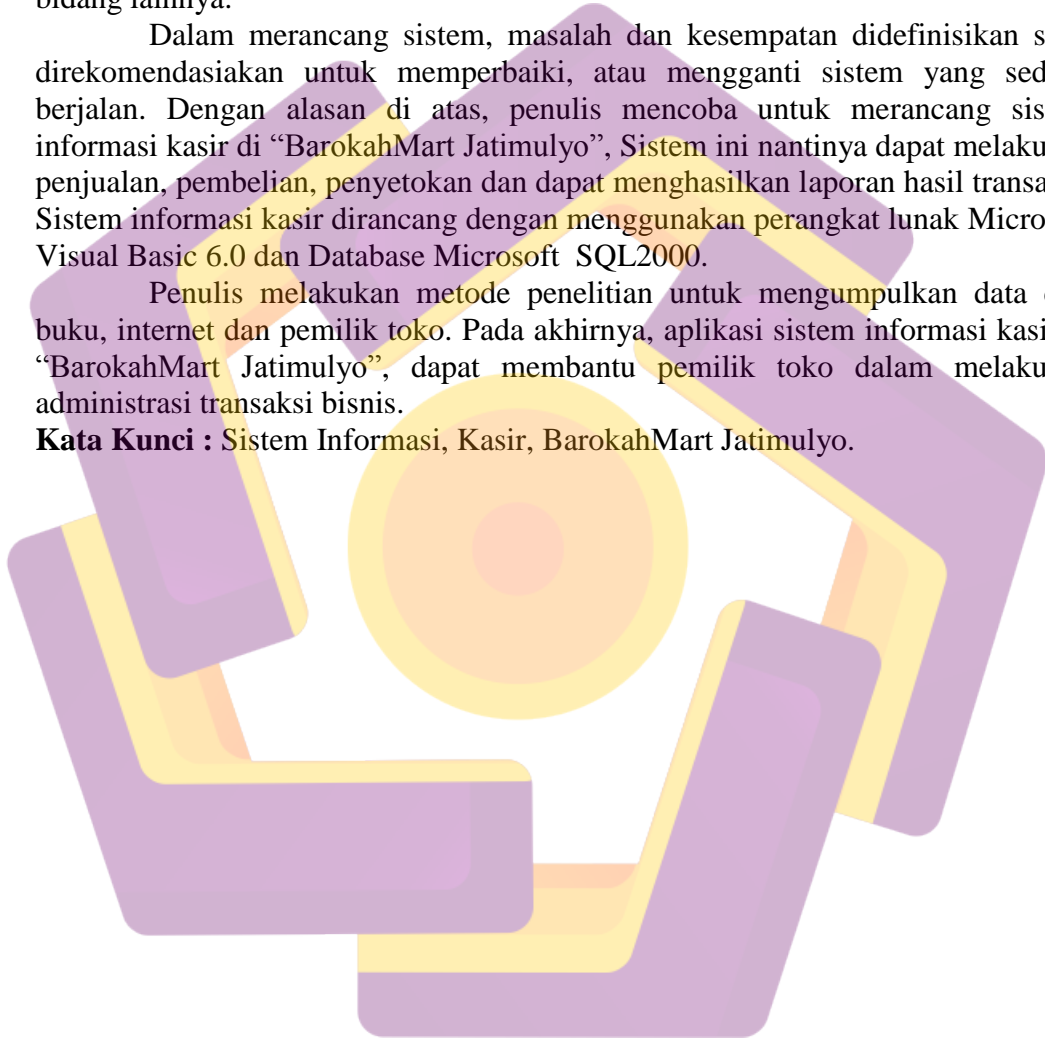 bidang lainnya.
Dalam merancang sistem, masalah dan kesempatan didefinisikan s
direkomendasiakan untuk memperbaiki, atau mengganti sistem yang sed
berjalan. Dengan alasan di atas, penulis mencoba untuk merancang sis
informasi kasir di “BarokahMart Jatimulyo”, Sistem ini nantinya dapat melaku
penjualan, pembelian, penyetokan dan dapat menghasilkan laporan hasil transa
Sistem informasi kasir dirancang dengan menggunakan perangkat lunak Micro
Visual Basic 6.0 dan Database Microsoft SQL2000.
Penulis melakukan metode penelitian untuk mengumpulkan data
buku, internet dan pemilik toko. Pada akhirnya, aplikasi sistem informasi kasi
“BarokahMart Jatimulyo”, dapat membantu pemilik toko dalam melaku
administrasi transaksi bisnis.
Kata Kunci : Sistem Informasi, Kasir, BarokahMart Jatimulyo.